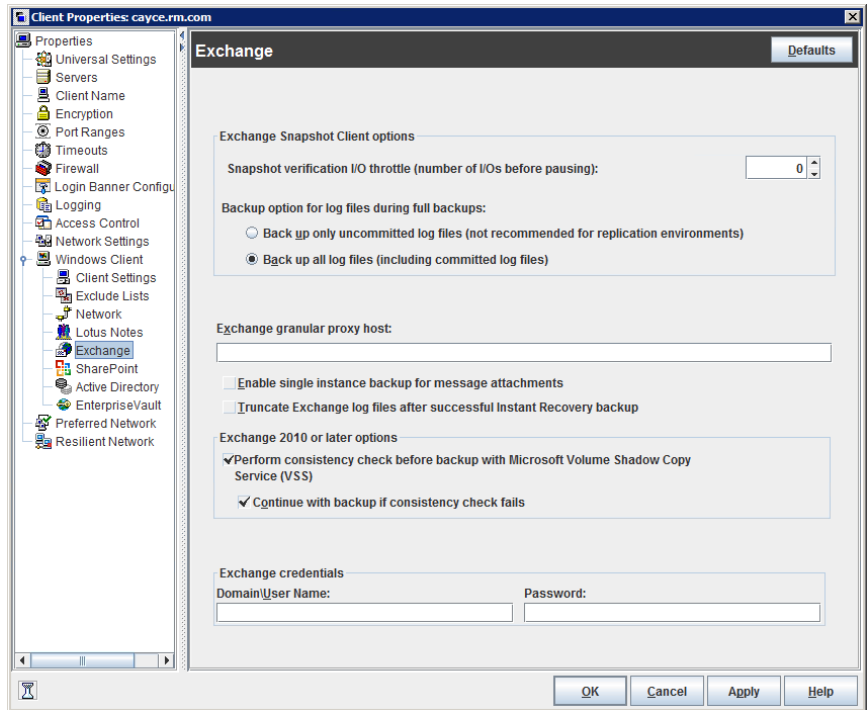 Client Properties: cayce.rm.com
Properties
Universal Settings
Servers
Client Name
Encryption
Port Ranges
Timeouts
Firewall
Login Banner Configu
Logging
Access Control
Network Settings
Windows Client
Client Settings
Exclude Lists
Network
Lotus Notes
Exchange
SharePoint
Active Directory
EnterpriseVault
Preferred Network
Resilient Network
Exchange
Defaults
Exchange Snapshot Client options
Snapshot verification I/O throttle (number of I/Os before pausing):
0
Backup option for log files during full backups:
Back up only uncommitted log files (not recommended for replication environments)
Back up all log files (including committed log files)
Exchange granular proxy host:
Enable single instance backup for message attachments
Truncate Exchange log files after successful Instant Recovery backup
Exchange 2010 or later options
Perform consistency check before backup with Microsoft Volume Shadow Copy
Service (VSS)
Continue with backup if consistency check fails
Exchange credentials
Domain\User Name:
Password:
OK
Cancel
Apply
Help